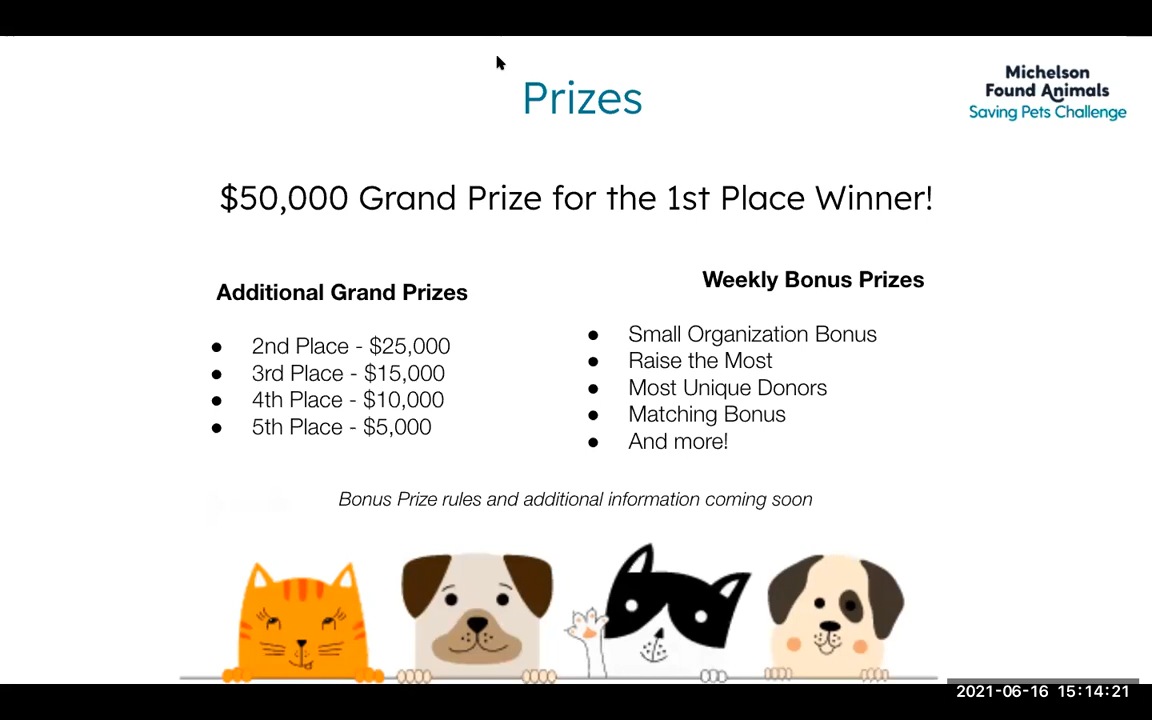 Michelson
Found Animals
Saving Pets Challenge
Prizes
$50,000 Grand Prize for the 1st Place Winner!
Additional Grand Prizes
● 2nd Place - $25,000
● 3rd Place - $15,000
● 4th Place - $10,000
● 5th Place - $5,000
Weekly Bonus Prizes
● Small Organization Bonus
● Raise the Most
● Most Unique Donors
● Matching Bonus
● And more!
Bonus Prize rules and additional information coming soon
2021-06-16 15:14:21